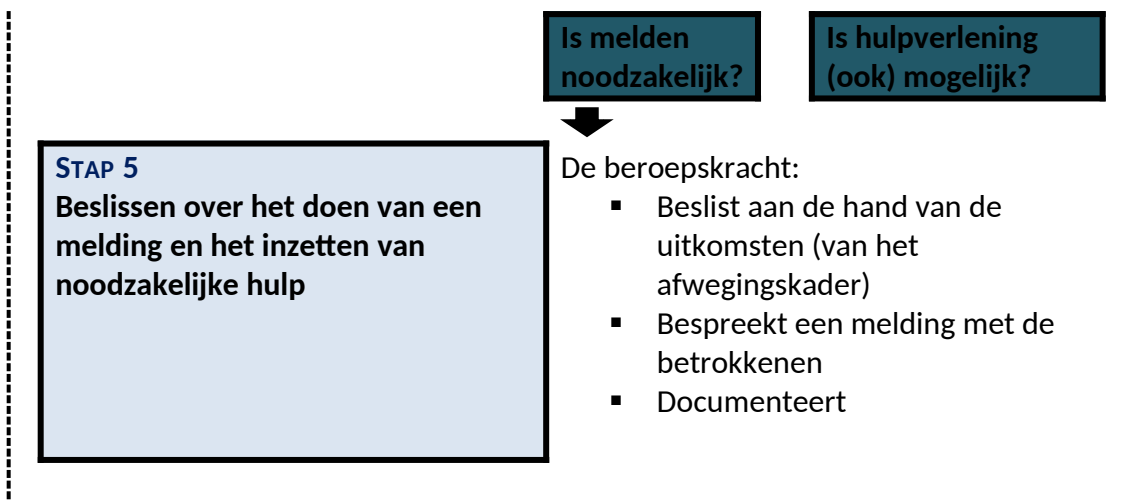 Is melden
noodzakelijk?
Is hulpverlening
(ook) mogelijk?
STAP 5
Beslissen over het doen van een
melding en het inzetten van
noodzakelijke hulp
De beroepskracht:
▪ Beslist aan de hand van de
uitkomsten (van het
afwegingskader)
▪ Bespreekt een melding met de
betrokkenen
▪ Documenteert